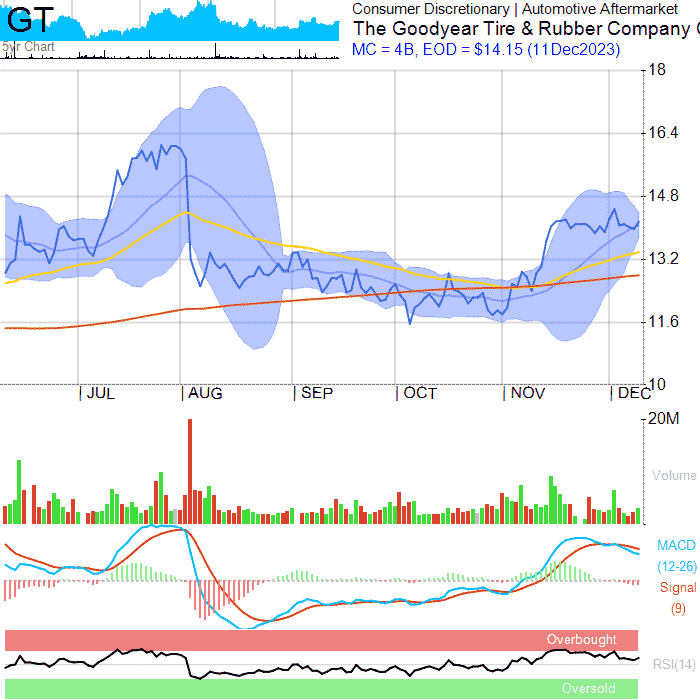 GT
5yr Chart
Consumer Discretionary | Automotive Aftermarket
The Goodyear Tire & Rubber Company
MC = 4B, EOD = $14.15 (11Dec2023)
18
16.4
14.8
13.2
11.6
10
JUL AUG SEP OCT NOV DEC
20M
Volume
MACD
(12-26)
Signal
(9)
Overbought
RSI(14)
Oversold